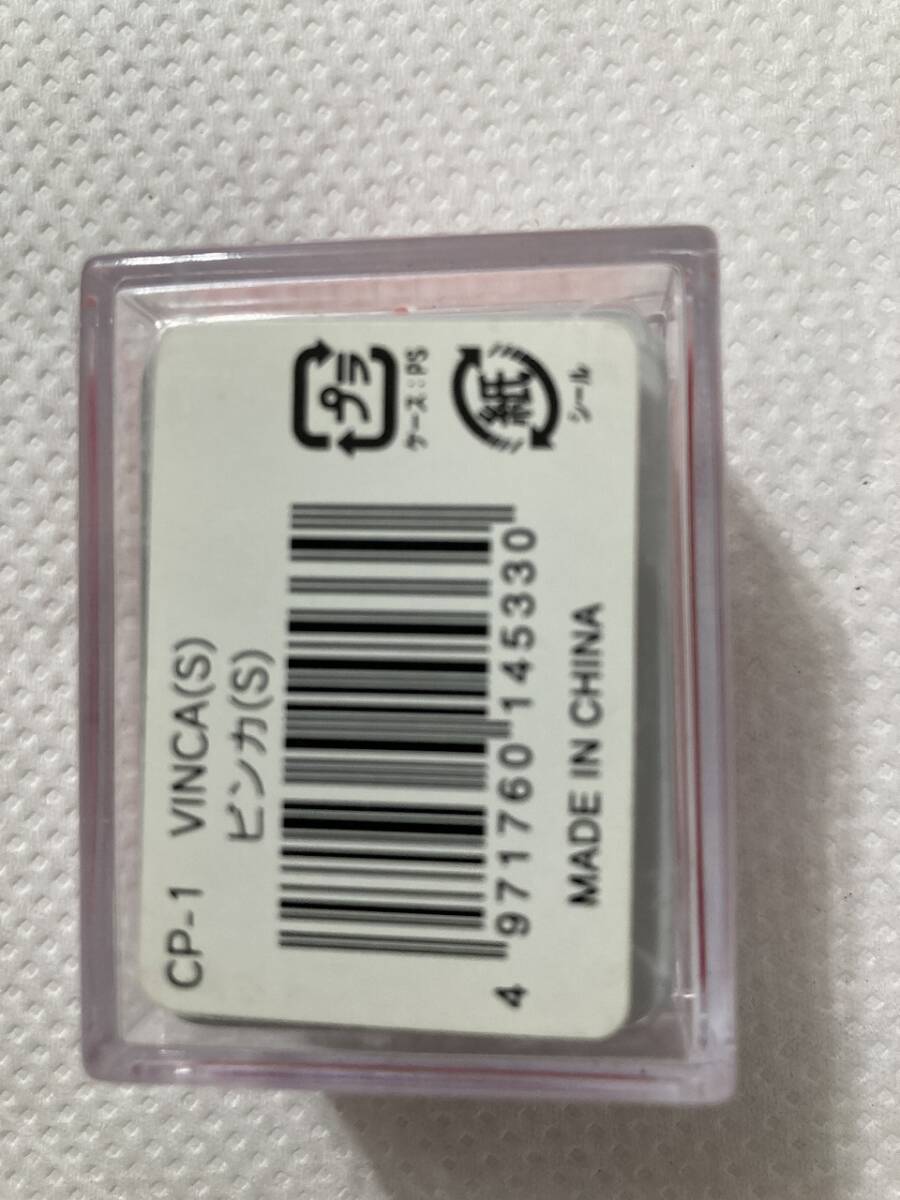 CP-1 VINCA(S)
ビンカ(S)
4 971760 145330
MADE IN CHINA
プラ
ケース:PS
紙
シール